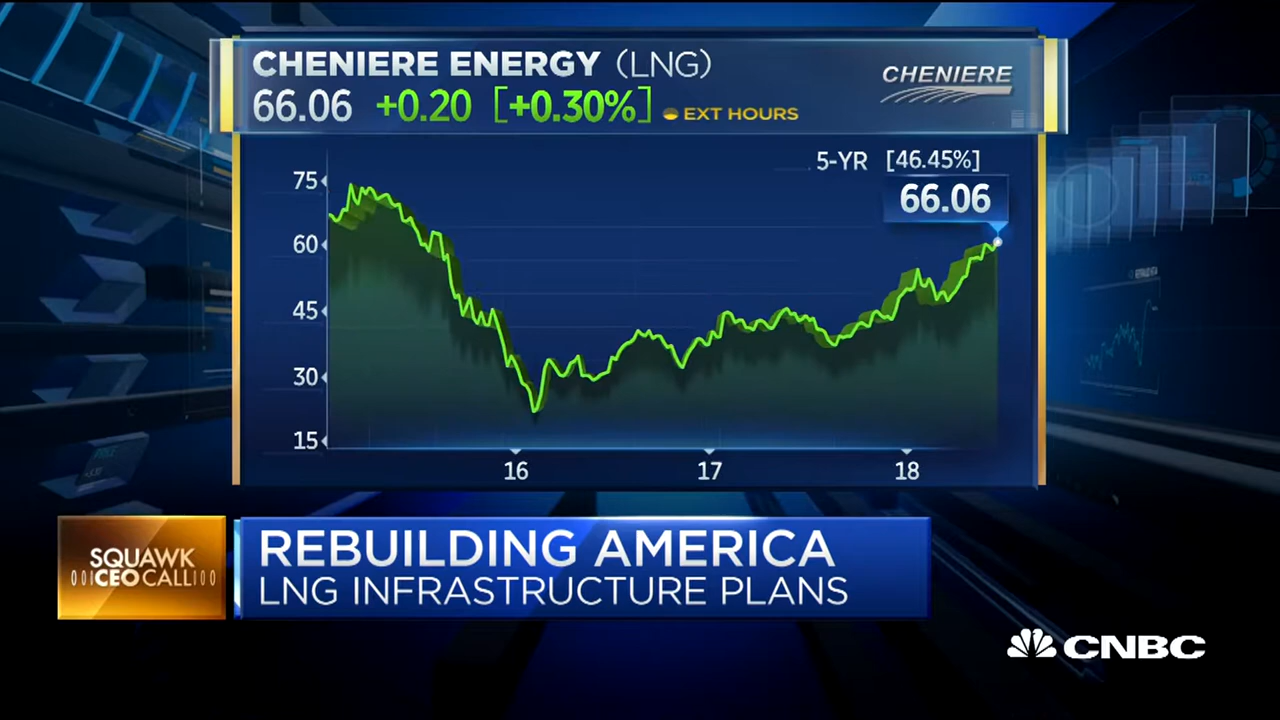 CHENIERE ENERGY (LNG)
66.06 +0.20 [+0.30%] EXT HOURS
CHENIERE
5-YR [46.45%]
66.06
75
60
45
30
15
16 17 18
SQUAWK
CEO CALL
REBUILDING AMERICA
LNG INFRASTRUCTURE PLANS
CNBC